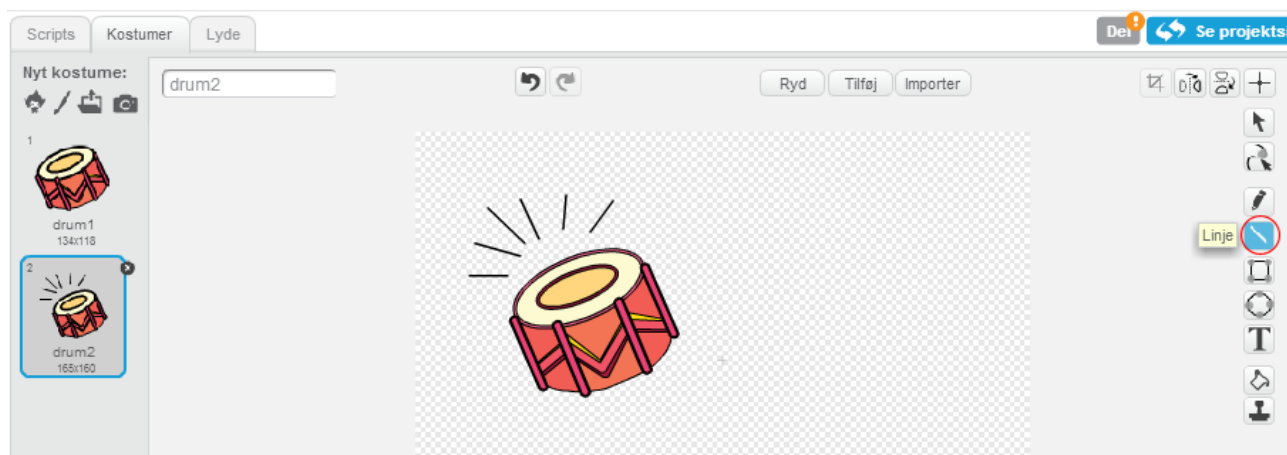 Scripts Kostumer Lyde
Del Se projekts
Nyt kostume:
drum2
Ryd Tilføj Importer
1
drum1
134x118
2
drum2
165x160
Linje
T